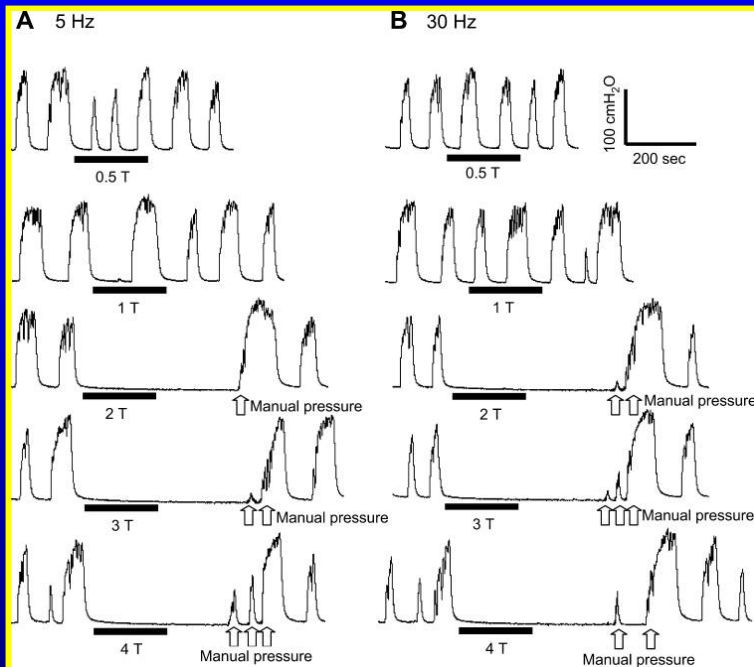 A 5 Hz
B 30 Hz
100 cmH₂O
200 sec
0.5 T
0.5 T
1 T
1 T
2 T
Manual pressure
2 T
Manual pressure
3 T
Manual pressure
3 T
Manual pressure
4 T
Manual pressure
4 T
Manual pressure